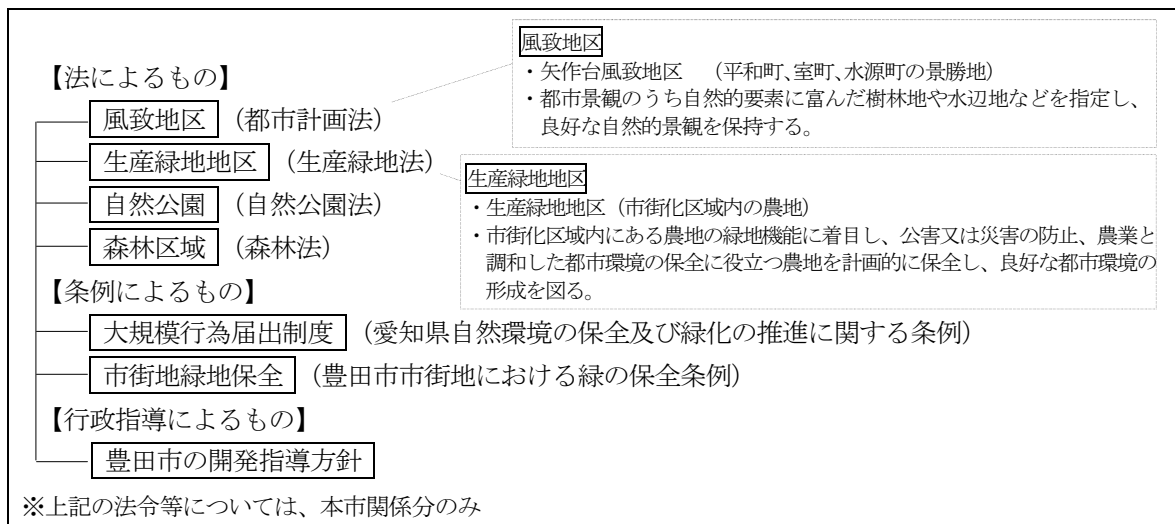 【法によるもの】
風致地区 (都市計画法)
生産緑地地区 (生産緑地法)
自然公園 (自然公園法)
森林区域 (森林法)
【条例によるもの】
大規模行為届出制度 (愛知県自然環境の保全及び緑化の推進に関する条例)
市街地緑地保全 (豊田市市街地における緑の保全条例)
【行政指導によるもの】
豊田市の開発指導方針
※上記の法令等については、本市関係分のみ
風致地区
・矢作台風致地区 (平和町、室町、水源町の景勝地)
・都市景観のうち自然的要素に富んだ樹林地や水辺地などを指定し、
良好な自然的景観を保持する。
生産緑地地区
・生産緑地地区 (市街化区域内の農地)
・市街化区域内にある農地の緑地機能に着目し、公害又は災害の防止、農業と
調和した都市環境の保全に役立つ農地を計画的に保全し、良好な都市環境の
形成を図る。